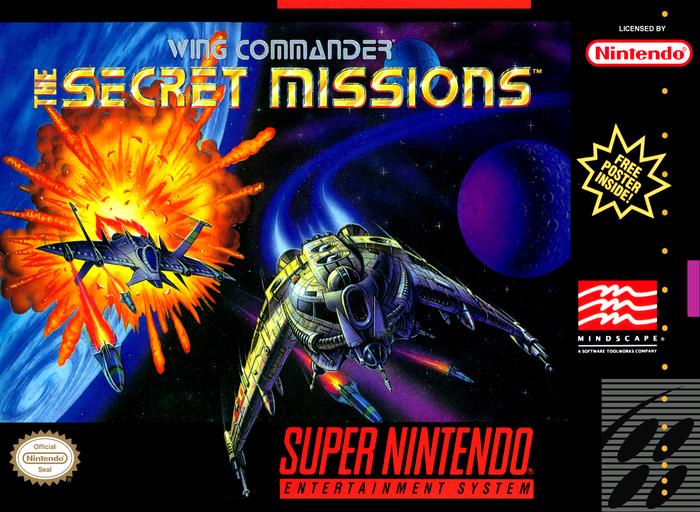 WING COMMANDER®
THE SECRET MISSIONS™
LICENSED BY
Nintendo®
FREE
POSTER
INSIDE!
MINDSCAPE®
A SOFTWARE TOOLWORKS COMPANY
Official
Nintendo
Seal
SUPER NINTENDO®
ENTERTAINMENT SYSTEM